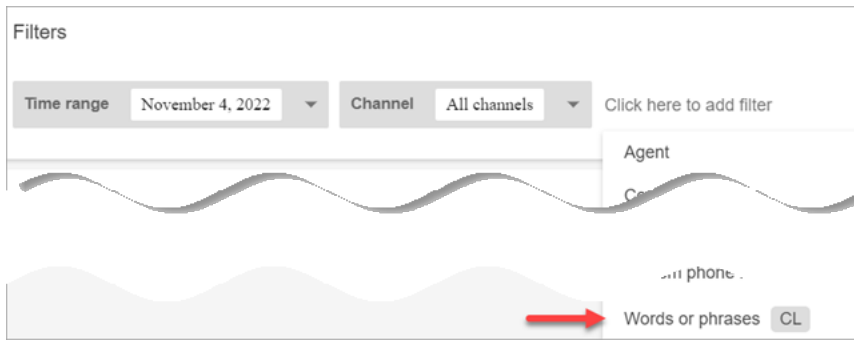 Filters
Time range November 4, 2022 Channel All channels Click here to add filter
Agent
phone
Words or phrases CL